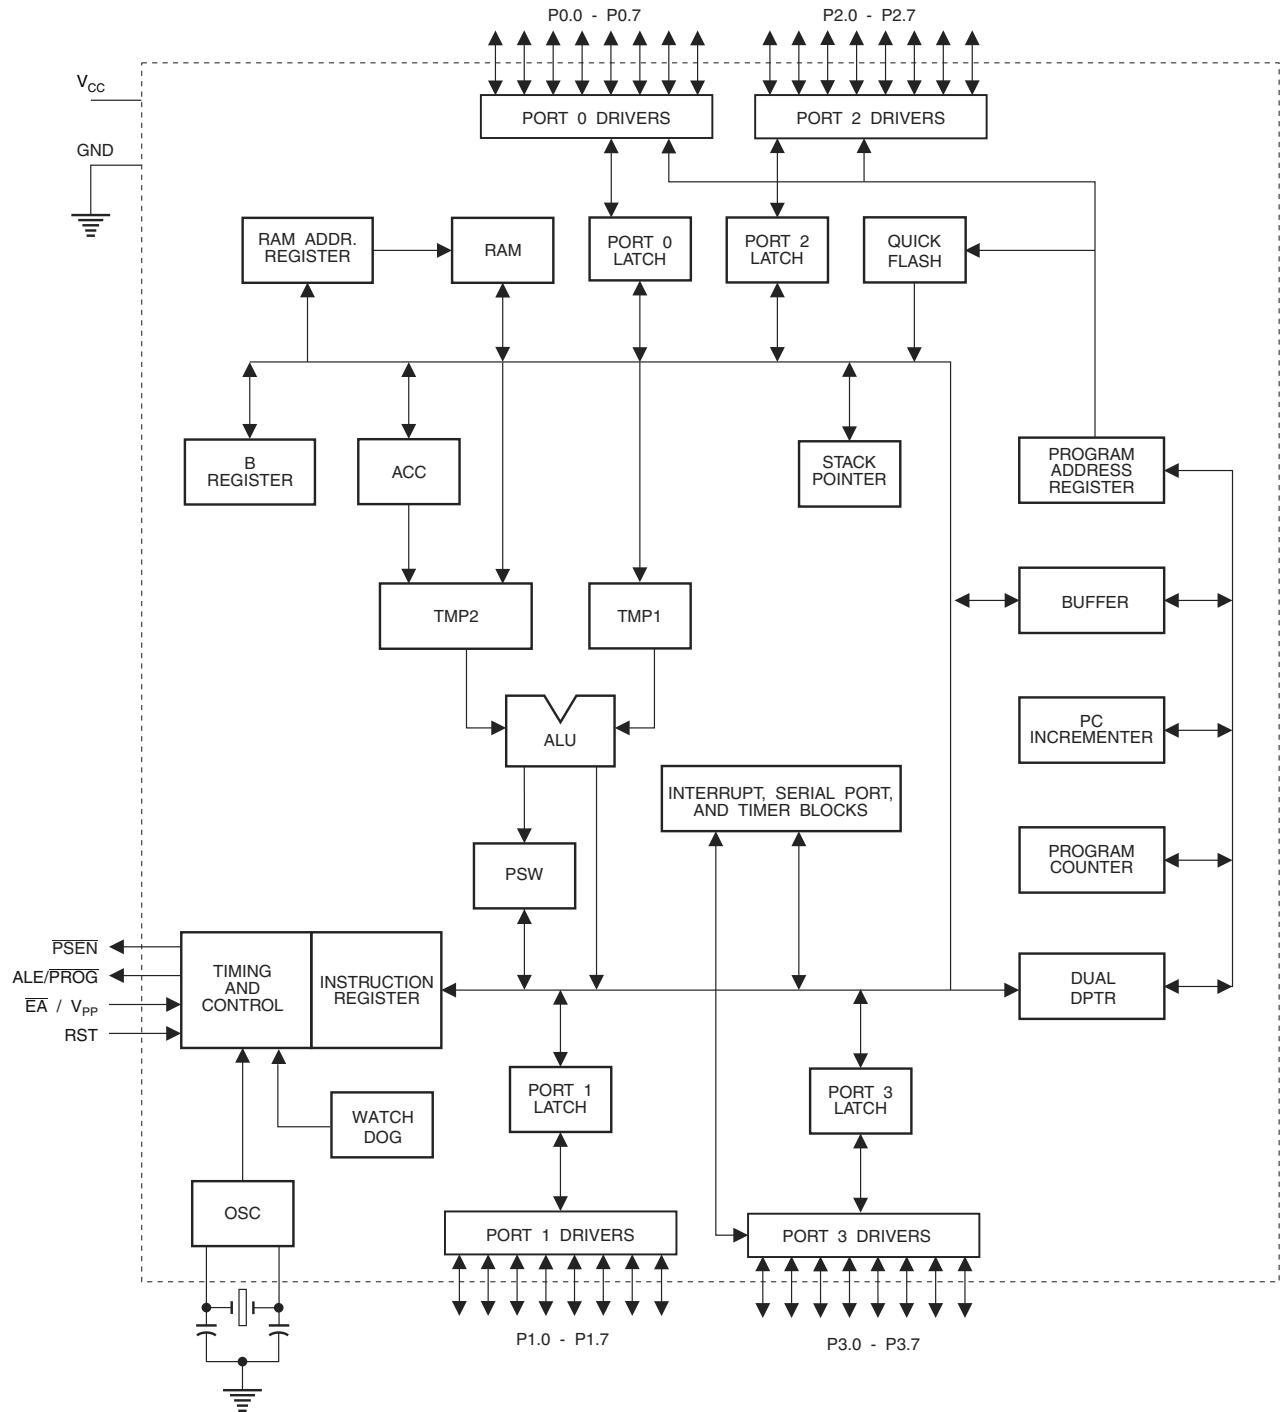 P0.0 - P0.7
P2.0 - P2.7
VCC
GND
PORT 0 DRIVERS
PORT 2 DRIVERS
RAM ADDR.
REGISTER
RAM
PORT 0
LATCH
PORT 2
LATCH
QUICK
FLASH
B
REGISTER
ACC
STACK
POINTER
PROGRAM
ADDRESS
REGISTER
TMP2
TMP1
BUFFER
ALU
PC
INCREMENTER
INTERRUPT, SERIAL PORT,
AND TIMER BLOCKS
PSW
PROGRAM
COUNTER
PSEN
ALE/PROG
EA / VPP
RST
TIMING
AND
CONTROL
INSTRUCTION
REGISTER
DUAL
DPTR
WATCH
DOG
PORT 1
LATCH
PORT 3
LATCH
OSC
PORT 1 DRIVERS
PORT 3 DRIVERS
P1.0 - P1.7
P3.0 - P3.7